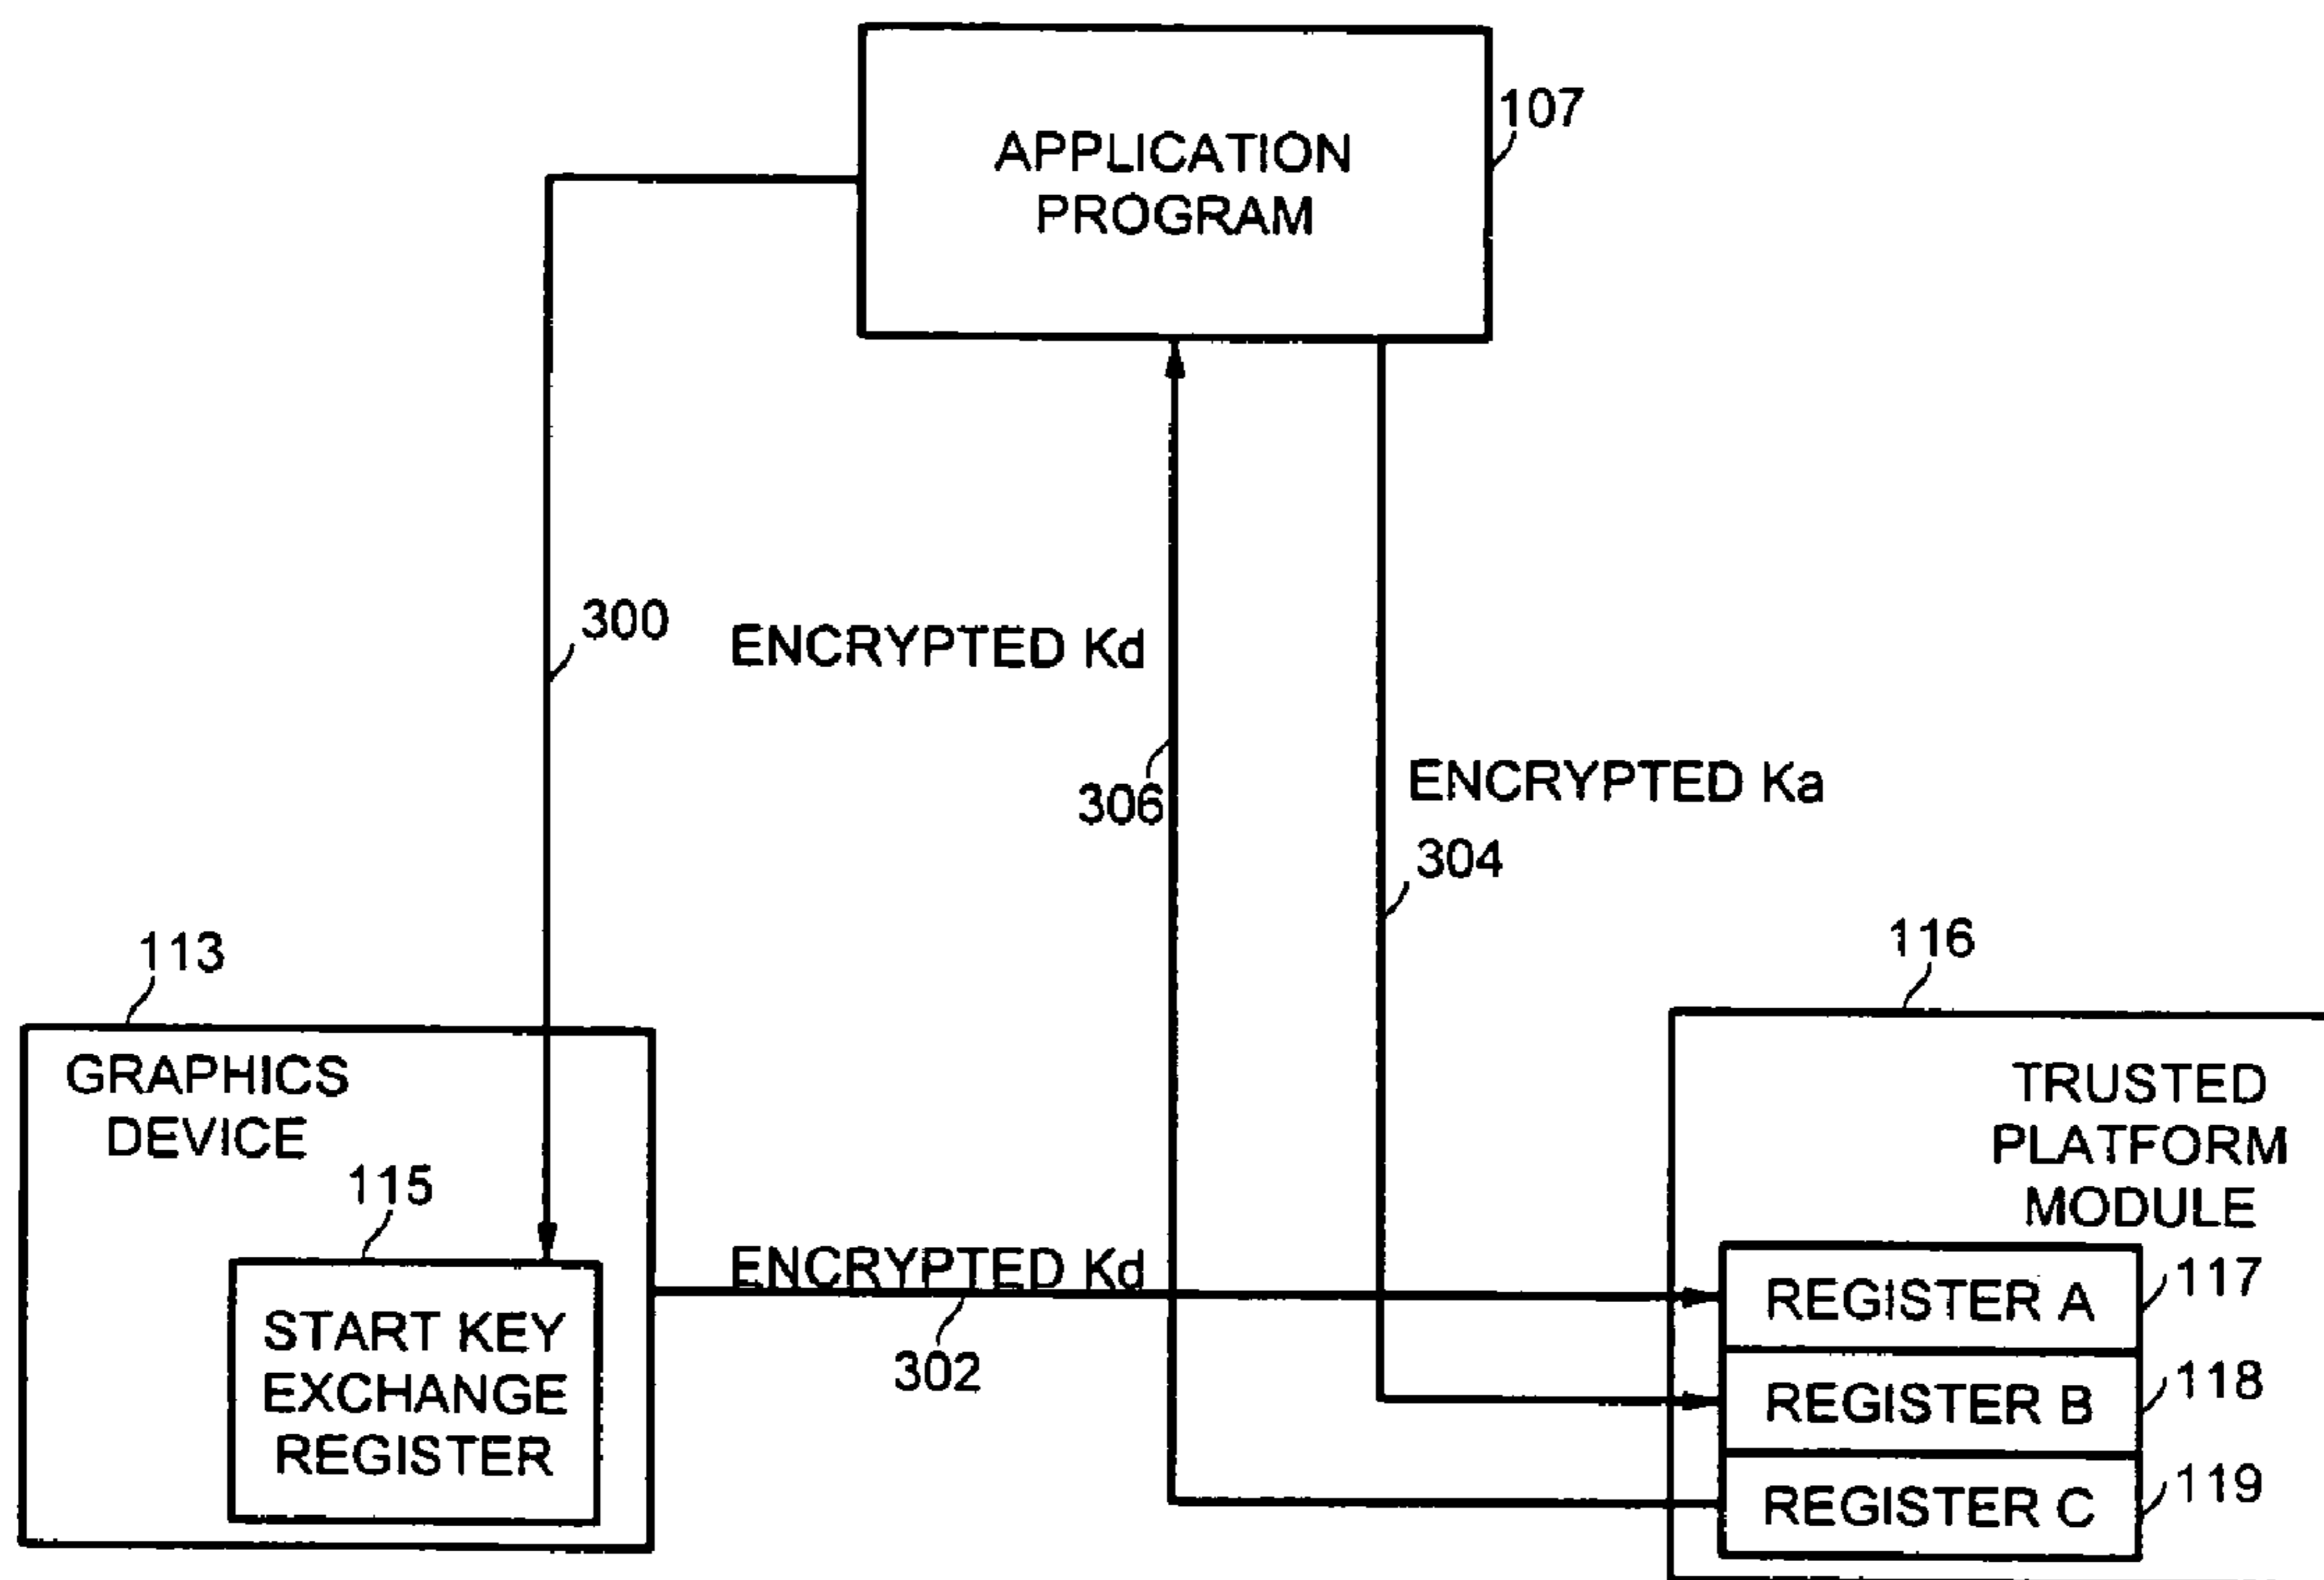 APPLICATION
PROGRAM
107
300
ENCRYPTED Kd
306
ENCRYPTED Ka
304
113
116
GRAPHICS
DEVICE
115
START KEY
EXCHANGE
REGISTER
ENCRYPTED Kd
302
TRUSTED
PLATFORM
MODULE
REGISTER A
117
REGISTER B
118
REGISTER C
119